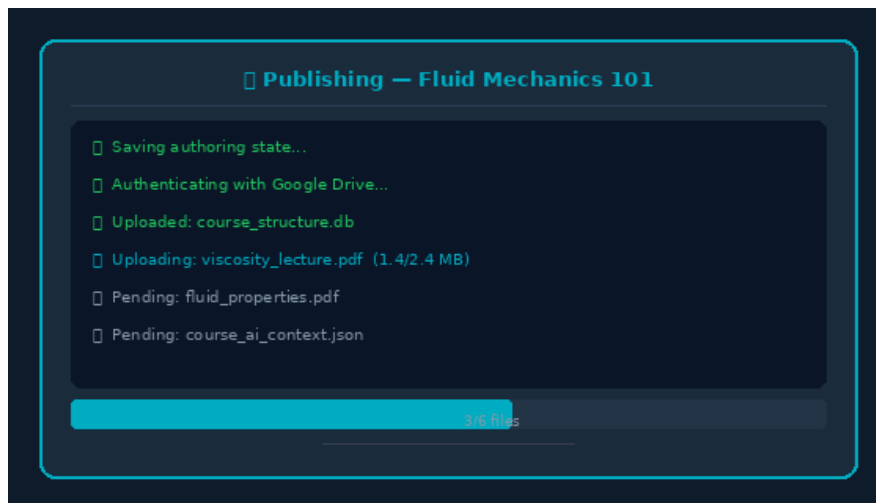 Publishing — Fluid Mechanics 101
Saving authoring state...
Authenticating with Google Drive...
Uploaded: course_structure.db
Uploading: viscosity_lecture.pdf (1.4/2.4 MB)
Pending: fluid_properties.pdf
Pending: course_ai_context.json
3/6 files